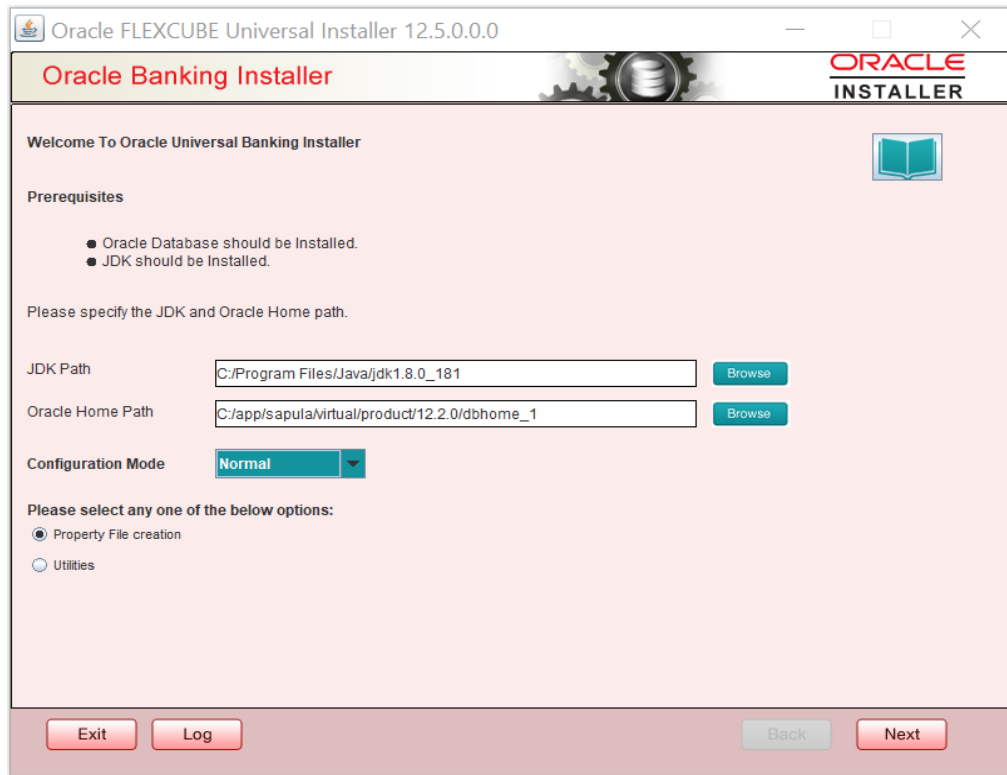 Oracle FLEXCUBE Universal Installer 12.5.0.0.0
Oracle Banking Installer
ORACLE
INSTALLER
Welcome To Oracle Universal Banking Installer
Prerequisites
Oracle Database should be Installed.
JDK should be Installed.
Please specify the JDK and Oracle Home path.
JDK Path
C:/Program Files/Java/jdk1.8.0_181
Browse
Oracle Home Path
C:/app/sapula/virtual/product/12.2.0/dbhome_1
Browse
Configuration Mode
Normal
Please select any one of the below options:
Property File creation
Utilities
Exit
Log
Back
Next